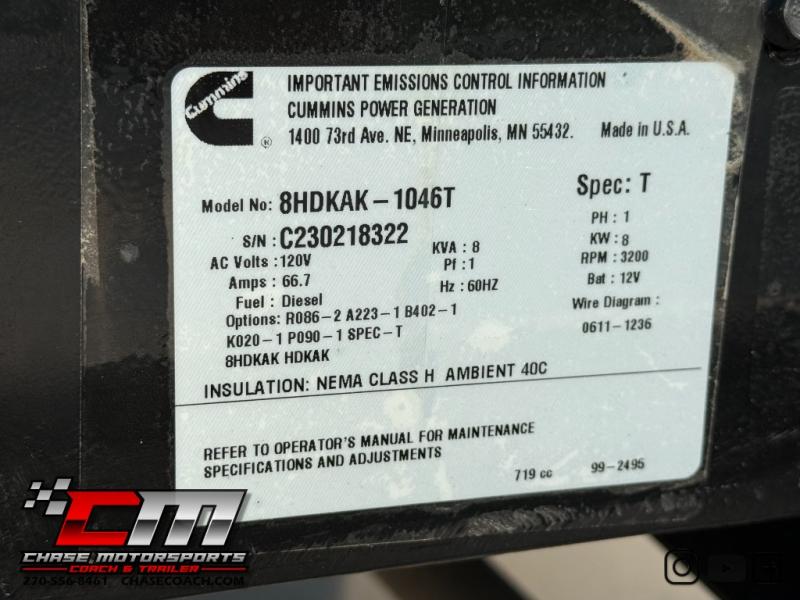 Cummins
IMPORTANT EMISSIONS CONTROL INFORMATION
CUMMINS POWER GENERATION
1400 73rd Ave. NE, Minneapolis, MN 55432. Made in U.S.A.
Model No: 8HDKAK-1046T Spec: T
S/N : C230218322 KVA : 8 PH : 1
AC Volts : 120V Pf : 1 KW : 8
Amps : 66.7 Hz : 60HZ RPM : 3200
Fuel : Diesel Bat : 12V
Options: R086-2 A223-1 B402-1 Wire Diagram :
K020-1 P090-1 SPEC-T 0611-1236
8HDKAK HDKAK
INSULATION: NEMA CLASS H AMBIENT 40C
REFER TO OPERATOR'S MANUAL FOR MAINTENANCE
SPECIFICATIONS AND ADJUSTMENTS
719 cc 99-2495
CM
CHASE MOTORSPORTS
COACH & TRAILER
270-556-8461 CHASECOACH.COM